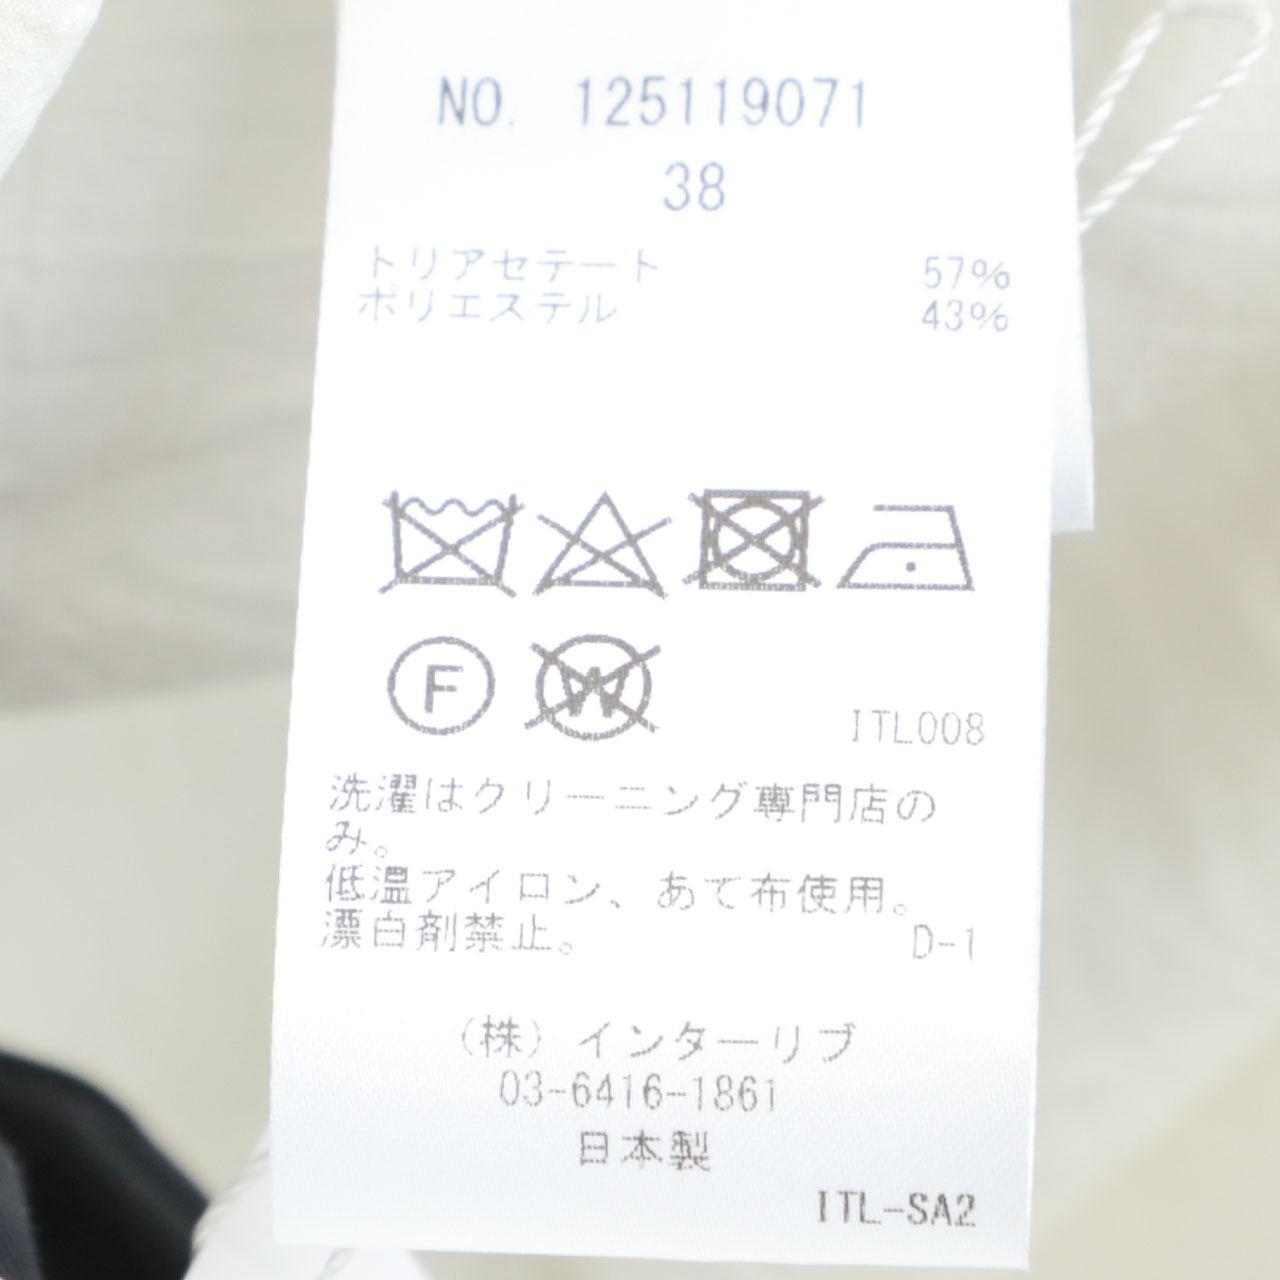 NO. 125119071
38
トリアセテート 57%
ポリエステル 43%
F W
ITL008
洗濯はクリーニング専門店の
み。
低温アイロン、あて布使用。
漂白剤禁止。
D-1
(株)インターリブ
03-6416-1861
日本製
ITL-SA2